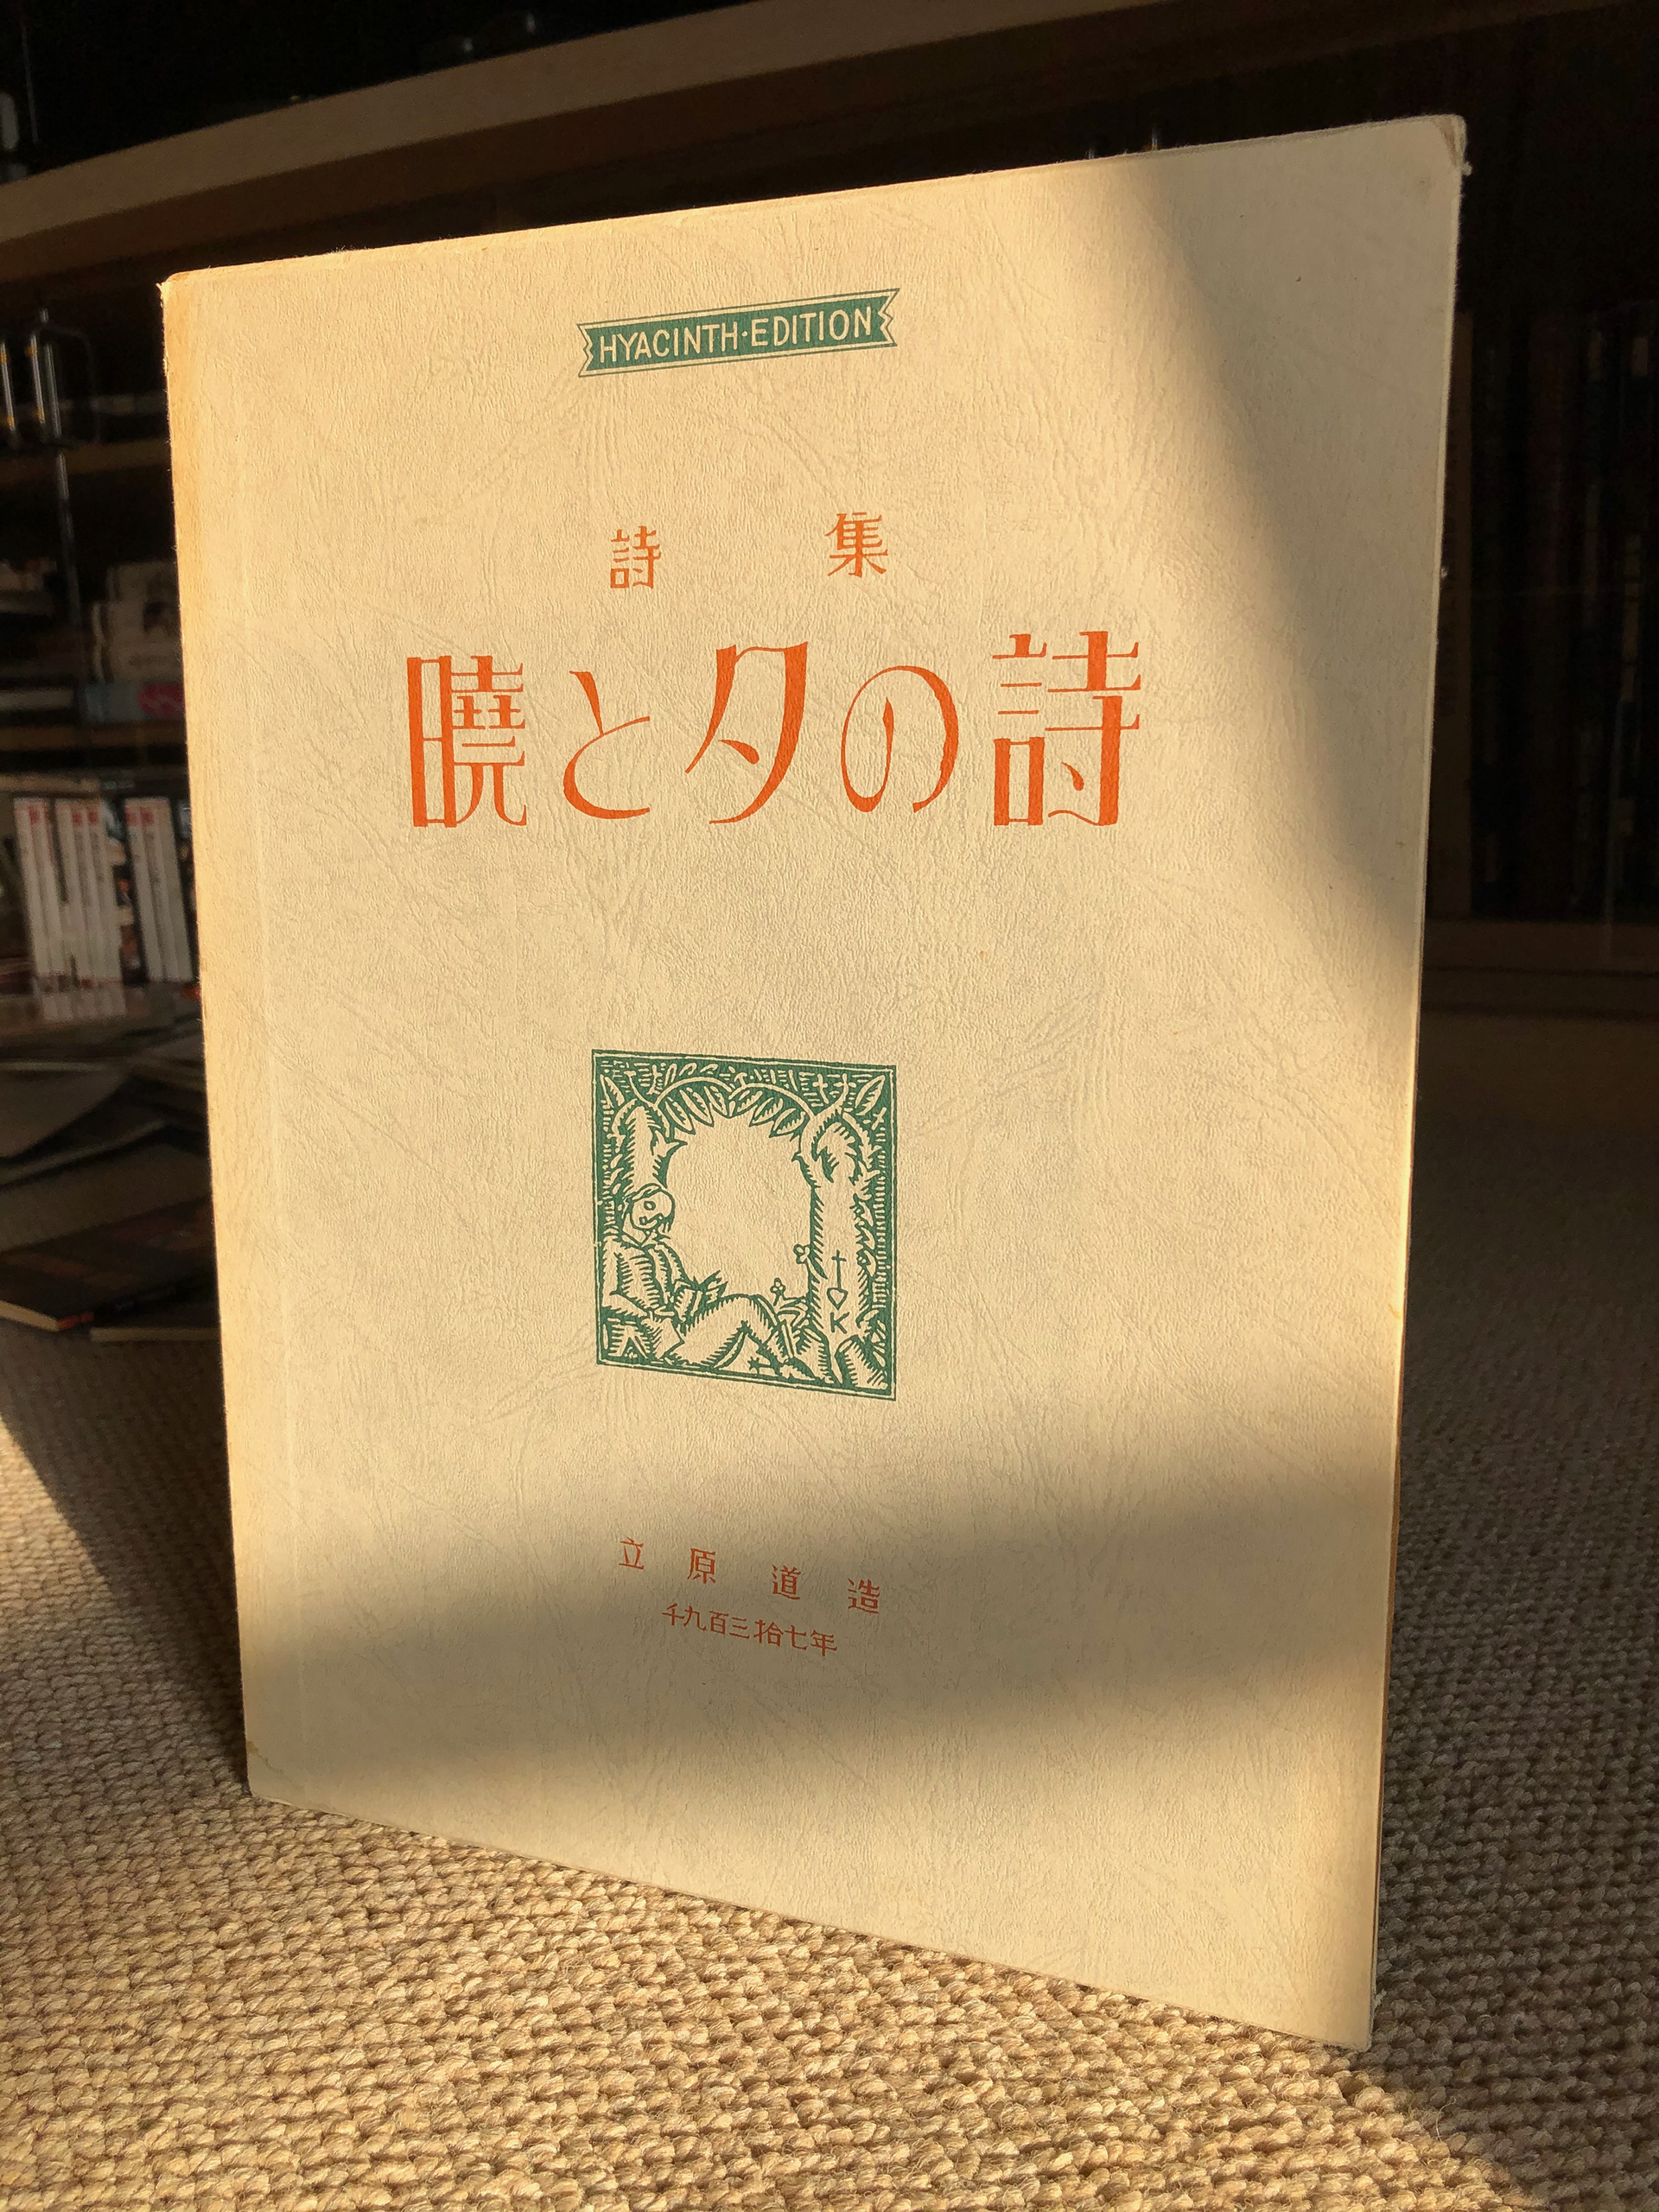 HYACINTH·EDITION
詩集
曉と夕の詩
K
立原道造
千九百三拾七年